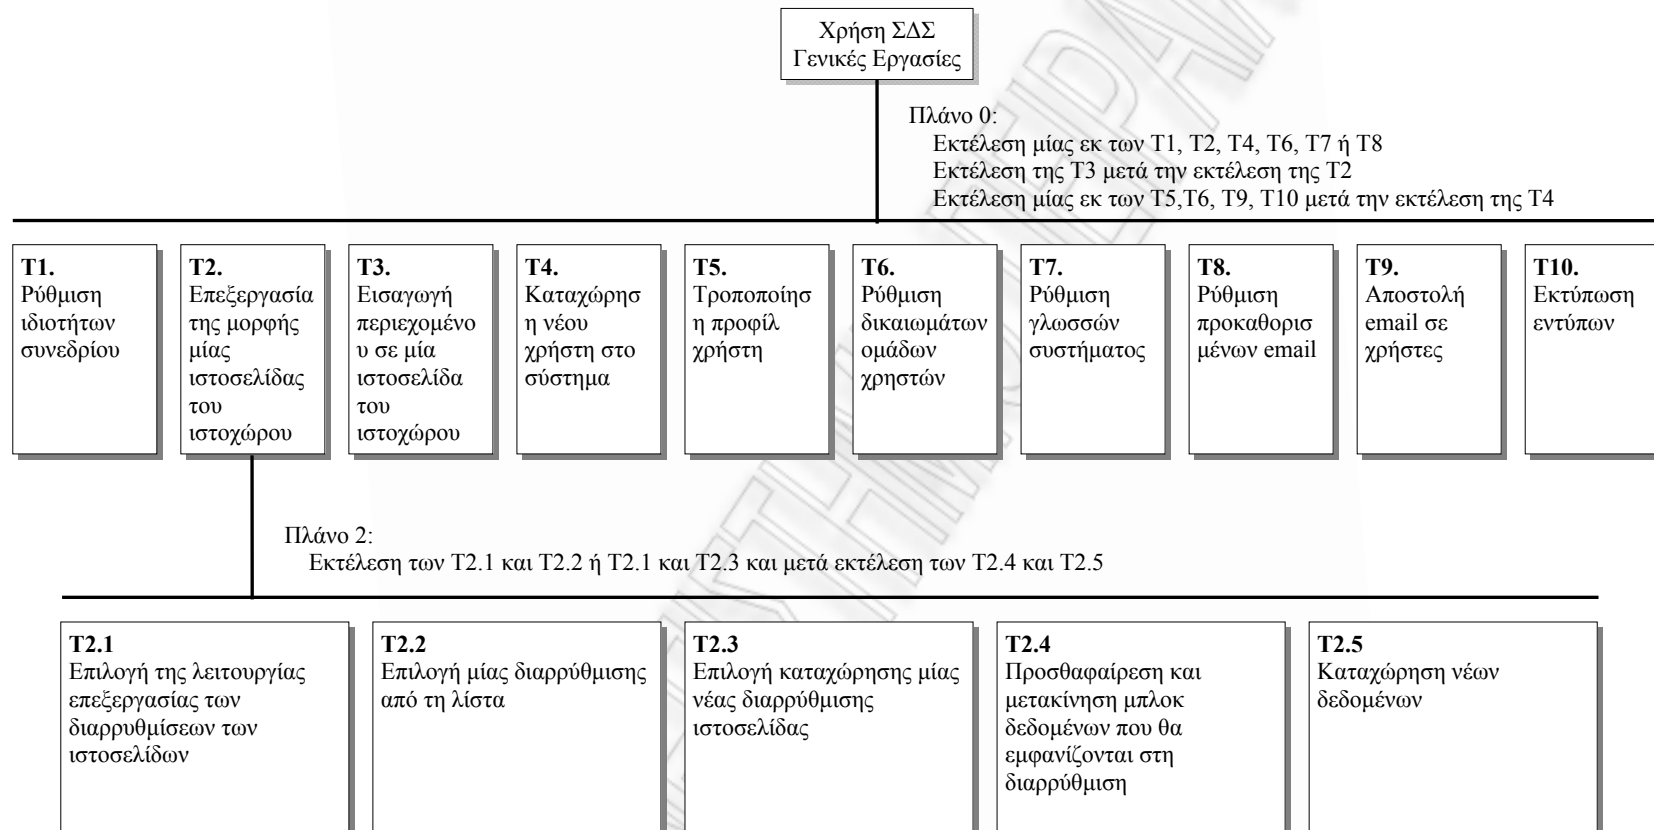 Χρήση ΣΔΣ
Γενικές Εργασίες
Πλάνο 0:
Εκτέλεση μίας εκ των Τ1, Τ2, Τ4, Τ6, Τ7 ή Τ8
Εκτέλεση της Τ3 μετά την εκτέλεση της Τ2
Εκτέλεση μίας εκ των Τ5,Τ6, Τ9, Τ10 μετά την εκτέλεση της Τ4
Τ1.
Ρύθμιση
ιδιοτήτων
συνεδρίου
Τ2.
Επεξεργασία
της μορφής
μίας
ιστοσελίδας
του
ιστοχώρου
Τ3.
Εισαγωγή
περιεχομένο
υ σε μία
ιστοσελίδα
του
ιστοχώρου
Τ4.
Καταχώρησ
η νέου
χρήστη στο
σύστημα
Τ5.
Τροποποίησ
η προφίλ
χρήστη
Τ6.
Ρύθμιση
δικαιωμάτων
ομάδων
χρηστών
Τ7.
Ρύθμιση
γλωσσών
συστήματος
Τ8.
Ρύθμιση
προκαθορισ
μένων email
Τ9.
Αποστολή
email σε
χρήστες
Τ10.
Εκτύπωση
εντύπων
Πλάνο 2:
Εκτέλεση των Τ2.1 και Τ2.2 ή Τ2.1 και Τ2.3 και μετά εκτέλεση των Τ2.4 και Τ2.5
Τ2.1
Επιλογή της λειτουργίας
επεξεργασίας των
διαρρυθμίσεων των
ιστοσελίδων
Τ2.2
Επιλογή μίας διαρρύθμισης
από τη λίστα
Τ2.3
Επιλογή καταχώρησης μίας
νέας διαρρύθμισης
ιστοσελίδας
Τ2.4
Προσθαφαίρεση και
μετακίνηση μπλοκ
δεδομένων που θα
εμφανίζονται στη
διαρρύθμιση
Τ2.5
Καταχώρηση νέων
δεδομένων